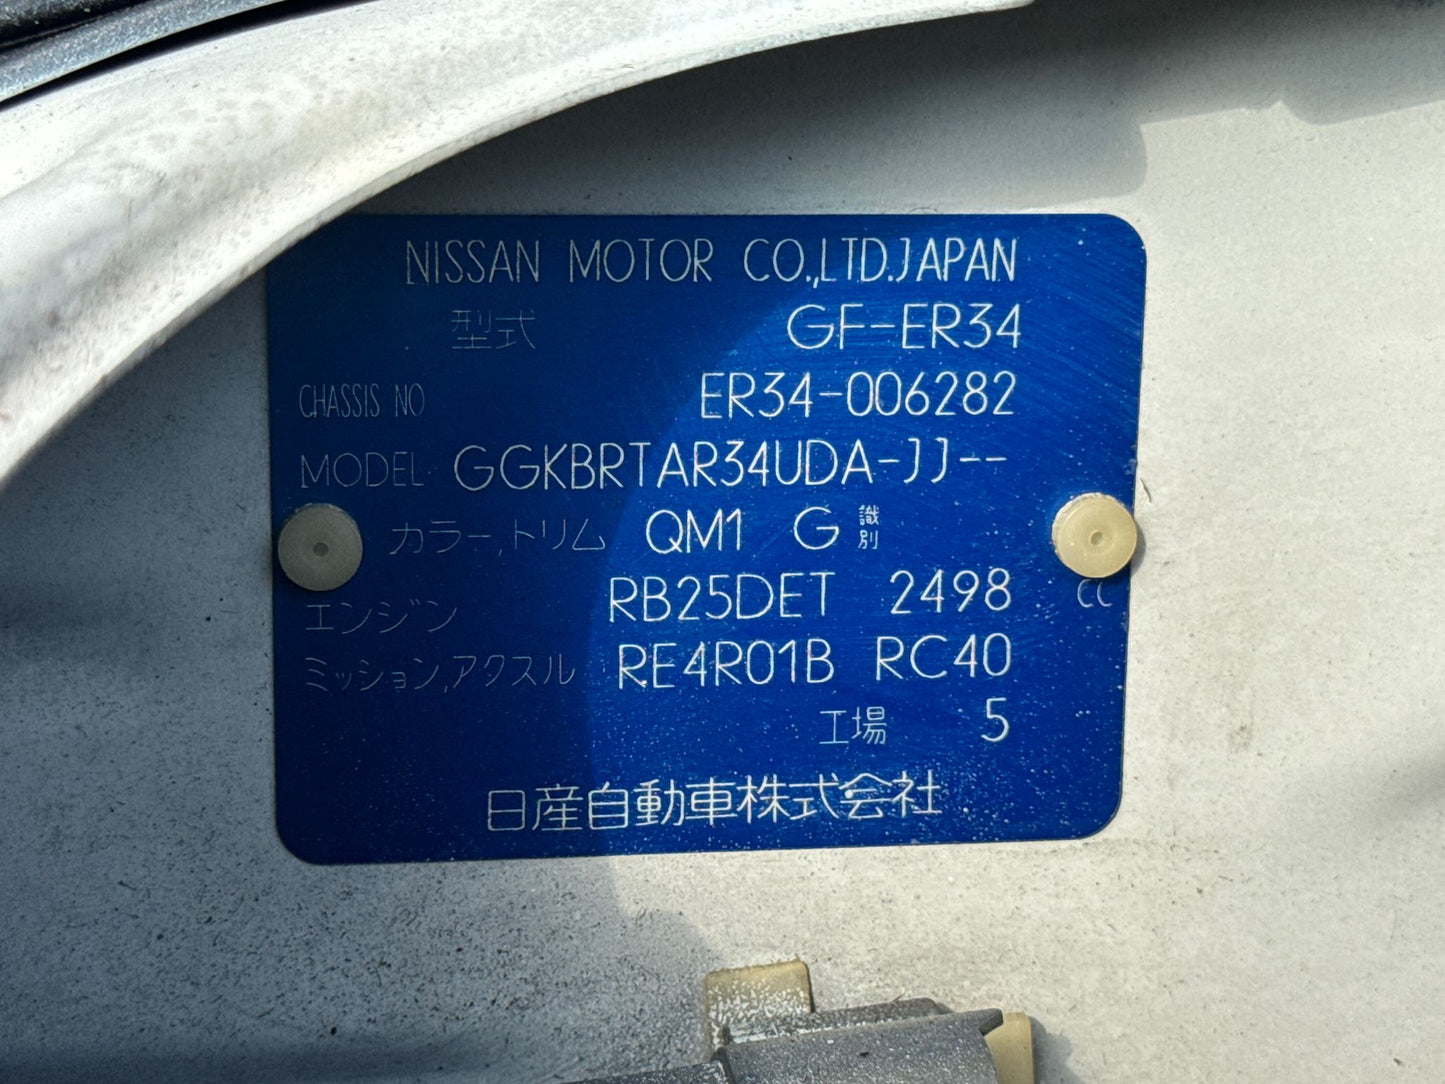 NISSAN MOTOR CO.,LTD.JAPAN
型式 GF-ER34
CHASSIS NO ER34-006282
MODEL GGKBRTAR34UDA-JJ--
カラー,トリム QM1 G 識別
エンジン RB25DET 2498 CC
ミッション,アクスル RE4R01B RC40
工場 5
日産自動車株式会社